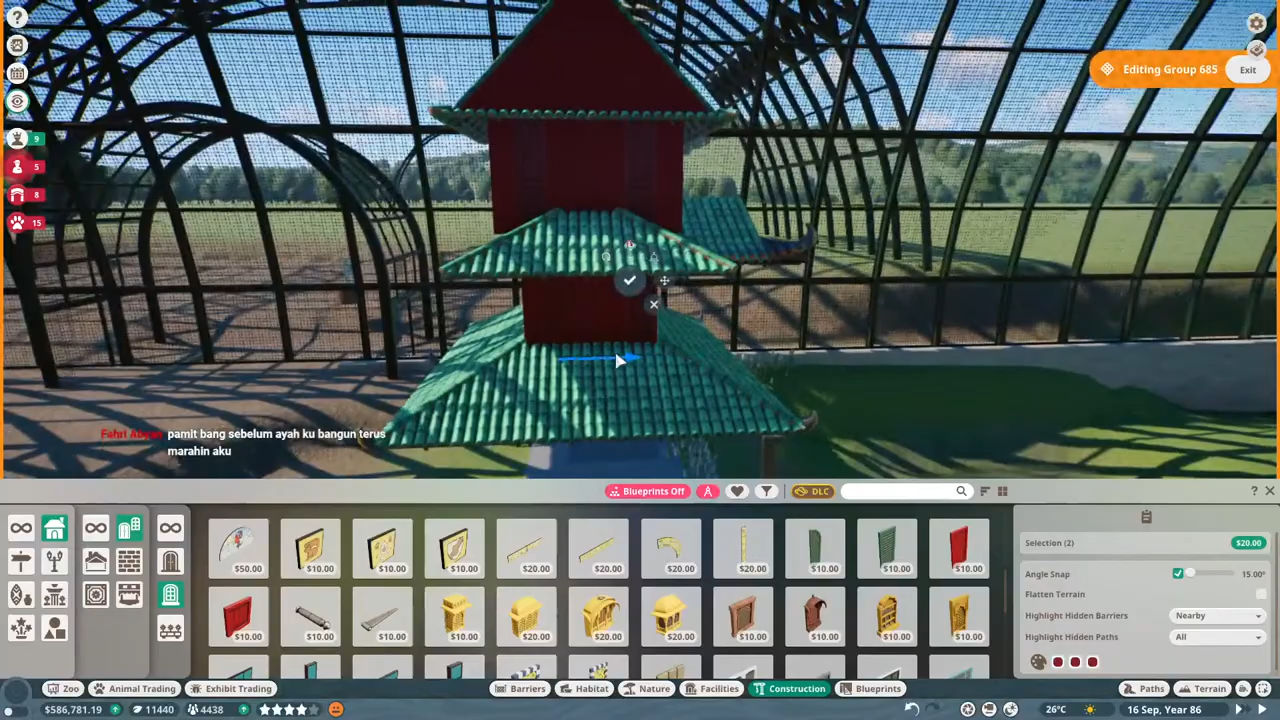 Editing Group 685
Exit
9
5
8
15
Fahri Abyan pamit bang sebelum ayah ku bangun terus
marahin aku
Blueprints Off
DLC
?
$50.00 $10.00 $10.00 $10.00 $20.00 $20.00 $20.00 $20.00 $10.00 $10.00 $10.00
$10.00 $10.00 $10.00 $10.00 $20.00 $20.00 $20.00 $10.00 $10.00 $10.00 $10.00
Selection (2) $20.00
Angle Snap 15.00°
Flatten Terrain
Highlight Hidden Barriers Nearby
Highlight Hidden Paths All
Zoo Animal Trading Exhibit Trading Barriers Habitat Nature Facilities Construction Blueprints Paths Terrain
$586,781.19 11440 4438 26°C 16 Sep, Year 86